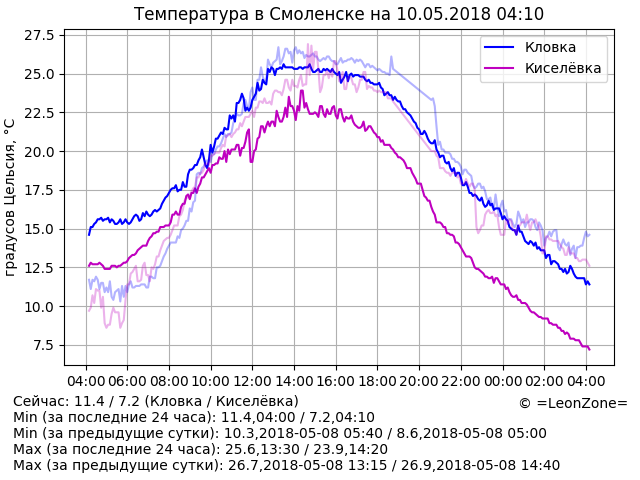 Температура в Смоленске на 10.05.2018 04:10
градусов Цельсия, °C
27.5
25.0
22.5
20.0
17.5
15.0
12.5
10.0
7.5
Кловка
Киселёвка
04:00 06:00 08:00 10:00 12:00 14:00 16:00 18:00 20:00 22:00 00:00 02:00 04:00
Сейчас: 11.4 / 7.2 (Кловка / Киселёвка)
© =LeonZone=
Min (за последние 24 часа): 11.4,04:00 / 7.2,04:10
Min (за предыдущие сутки): 10.3,2018-05-08 05:40 / 8.6,2018-05-08 05:00
Max (за последние 24 часа): 25.6,13:30 / 23.9,14:20
Max (за предыдущие сутки): 26.7,2018-05-08 13:15 / 26.9,2018-05-08 14:40